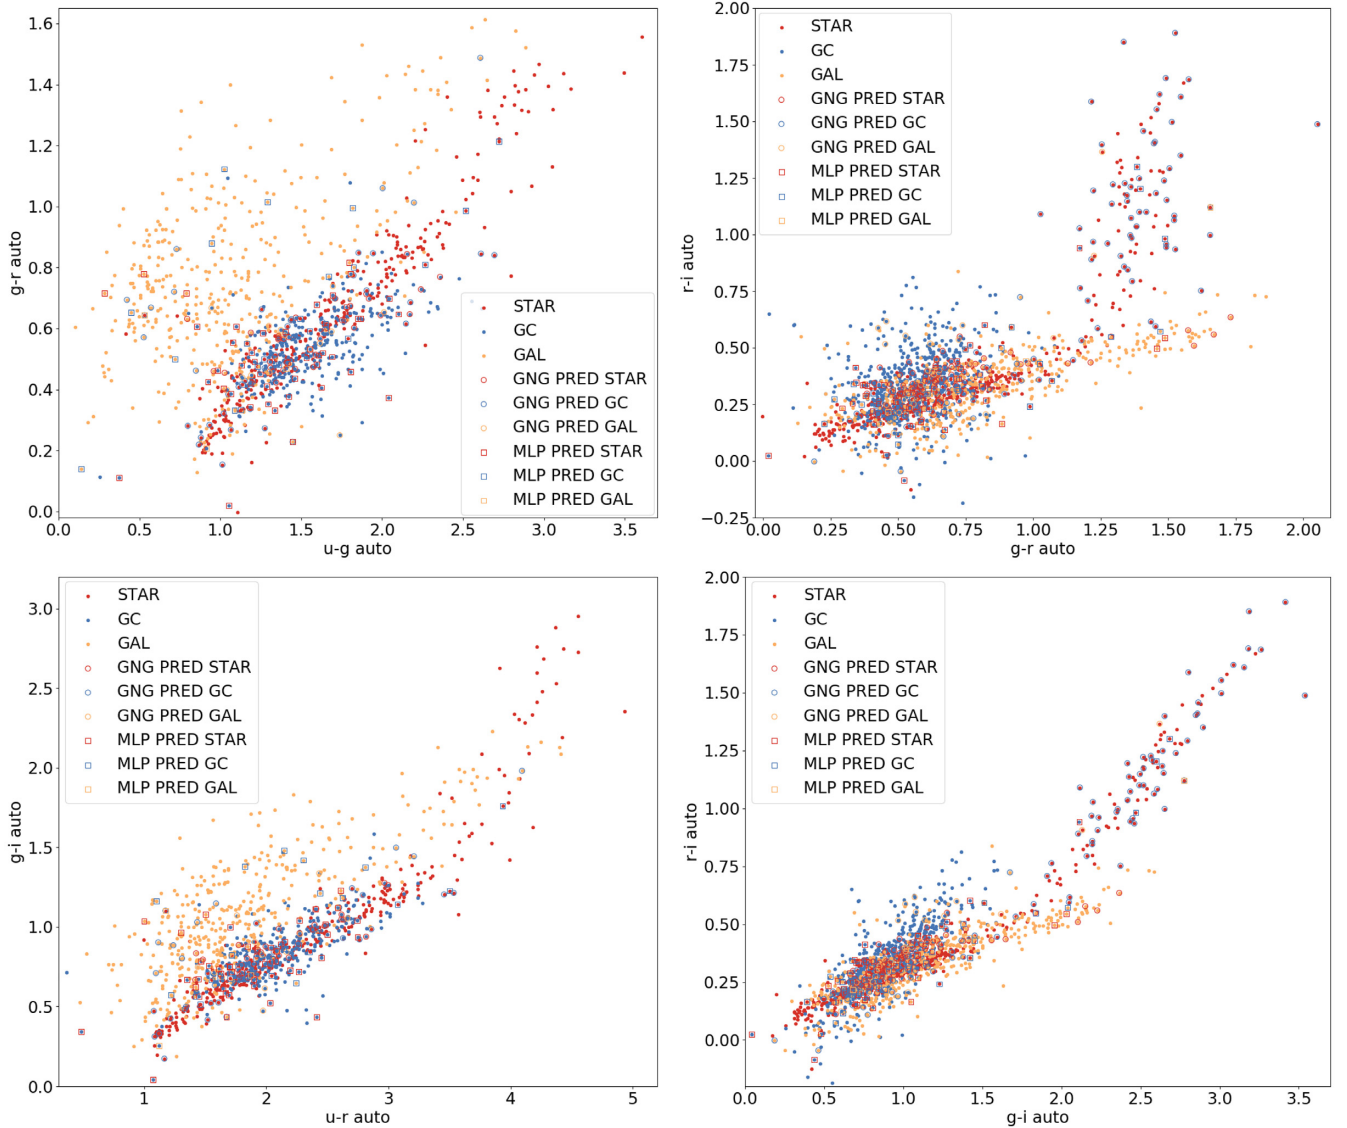 1.6
1.4
1.2
1.0
0.8
0.6
0.4
0.2
0.0
g-r auto
STAR
GC
GAL
GNG PRED STAR
GNG PRED GC
GNG PRED GAL
MLP PRED STAR
MLP PRED GC
MLP PRED GAL
0.0 0.5 1.0 1.5 2.0 2.5 3.0 3.5
u-g auto
2.00
1.75
1.50
1.25
1.00
0.75
0.50
0.25
0.00
−0.25
r-i auto
STAR
GC
GAL
GNG PRED STAR
GNG PRED GC
GNG PRED GAL
MLP PRED STAR
MLP PRED GC
MLP PRED GAL
0.00 0.25 0.50 0.75 1.00 1.25 1.50 1.75 2.00
g-r auto
3.0
2.5
2.0
1.5
1.0
0.5
0.0
g-i auto
STAR
GC
GAL
GNG PRED STAR
GNG PRED GC
GNG PRED GAL
MLP PRED STAR
MLP PRED GC
MLP PRED GAL
1 2 3 4 5
u-r auto
2.00
1.75
1.50
1.25
1.00
0.75
0.50
0.25
0.00
r-i auto
STAR
GC
GAL
GNG PRED STAR
GNG PRED GC
GNG PRED GAL
MLP PRED STAR
MLP PRED GC
MLP PRED GAL
0.0 0.5 1.0 1.5 2.0 2.5 3.0 3.5
g-i auto